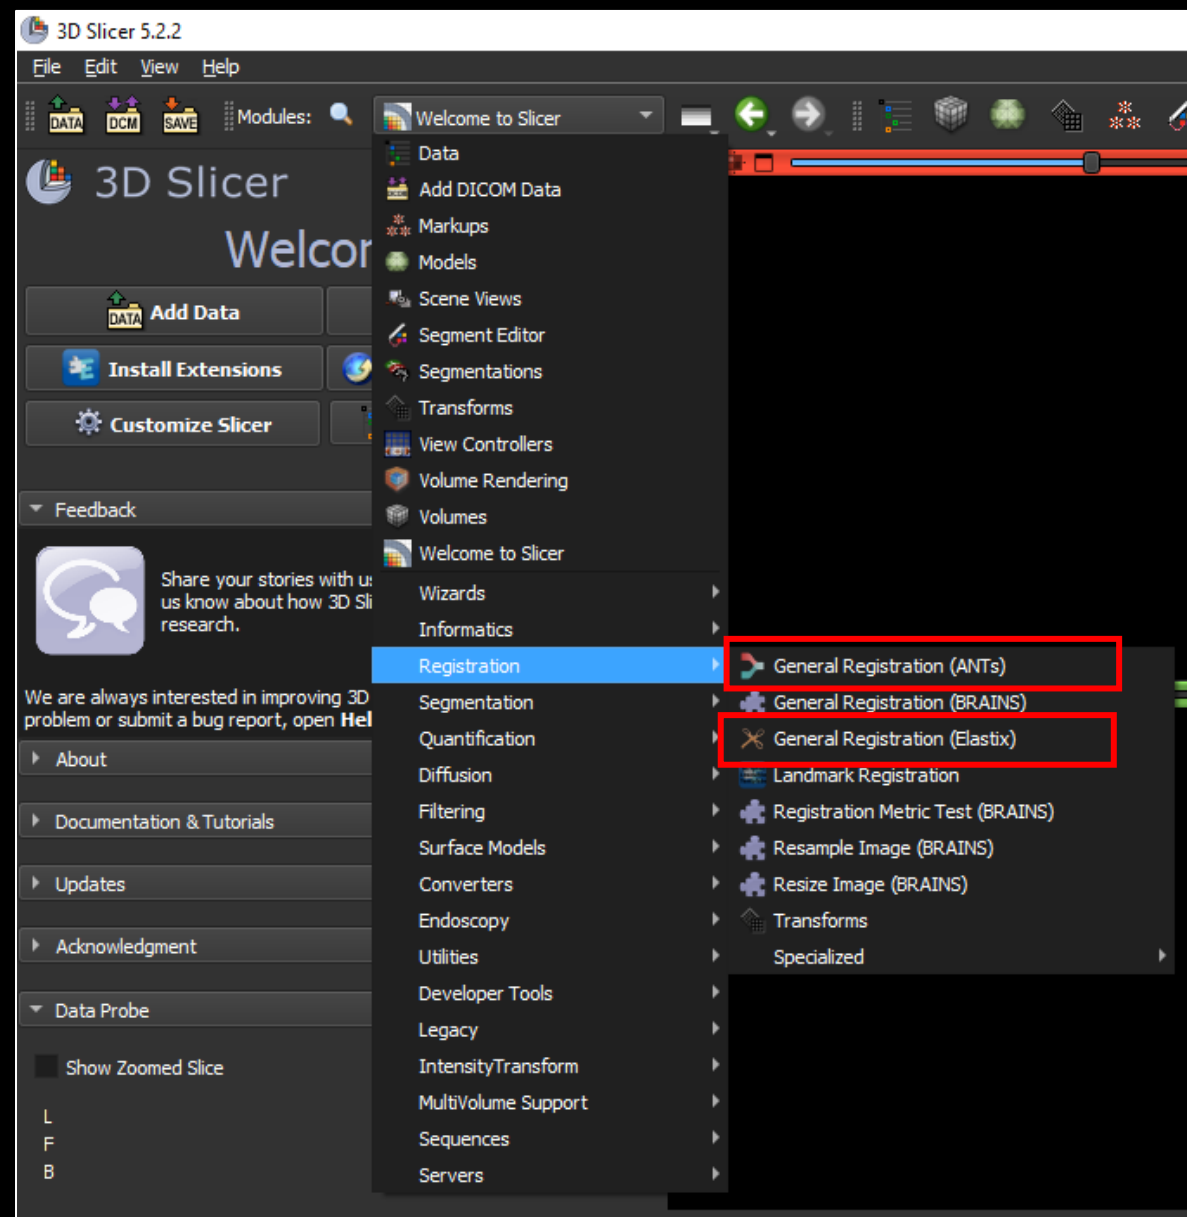 3D Slicer 5.2.2
File Edit View Help
DATA DCM SAVE Modules: Welcome to Slicer
3D Slicer
Add Data
DATA
Install Extensions
Customize Slicer
Feedback
Share your stories with
us know about how 3D
research.
We are always interested in improving 3D
problem or submit a bug report, open
About
Documentation & Tutorials
Updates
Acknowledgment
Data Probe
Show Zoomed Slice
L
F
B
Data
Add DICOM Data
Markups
Models
Scene Views
Segment Editor
Segmentations
Transforms
View Controllers
Volume Rendering
Volumes
Welcome to Slicer
Wizards
Informatics
Registration
Segmentation
Quantification
Diffusion
Filtering
Surface Models
Converters
Endoscopy
Utilities
Developer Tools
Legacy
IntensityTransform
MultiVolume Support
Sequences
Servers
General Registration (ANTs)
General Registration (BRAINS)
General Registration (Elastix)
Landmark Registration
Registration Metric Test (BRAINS)
Resample Image (BRAINS)
Resize Image (BRAINS)
Transforms
Specialized